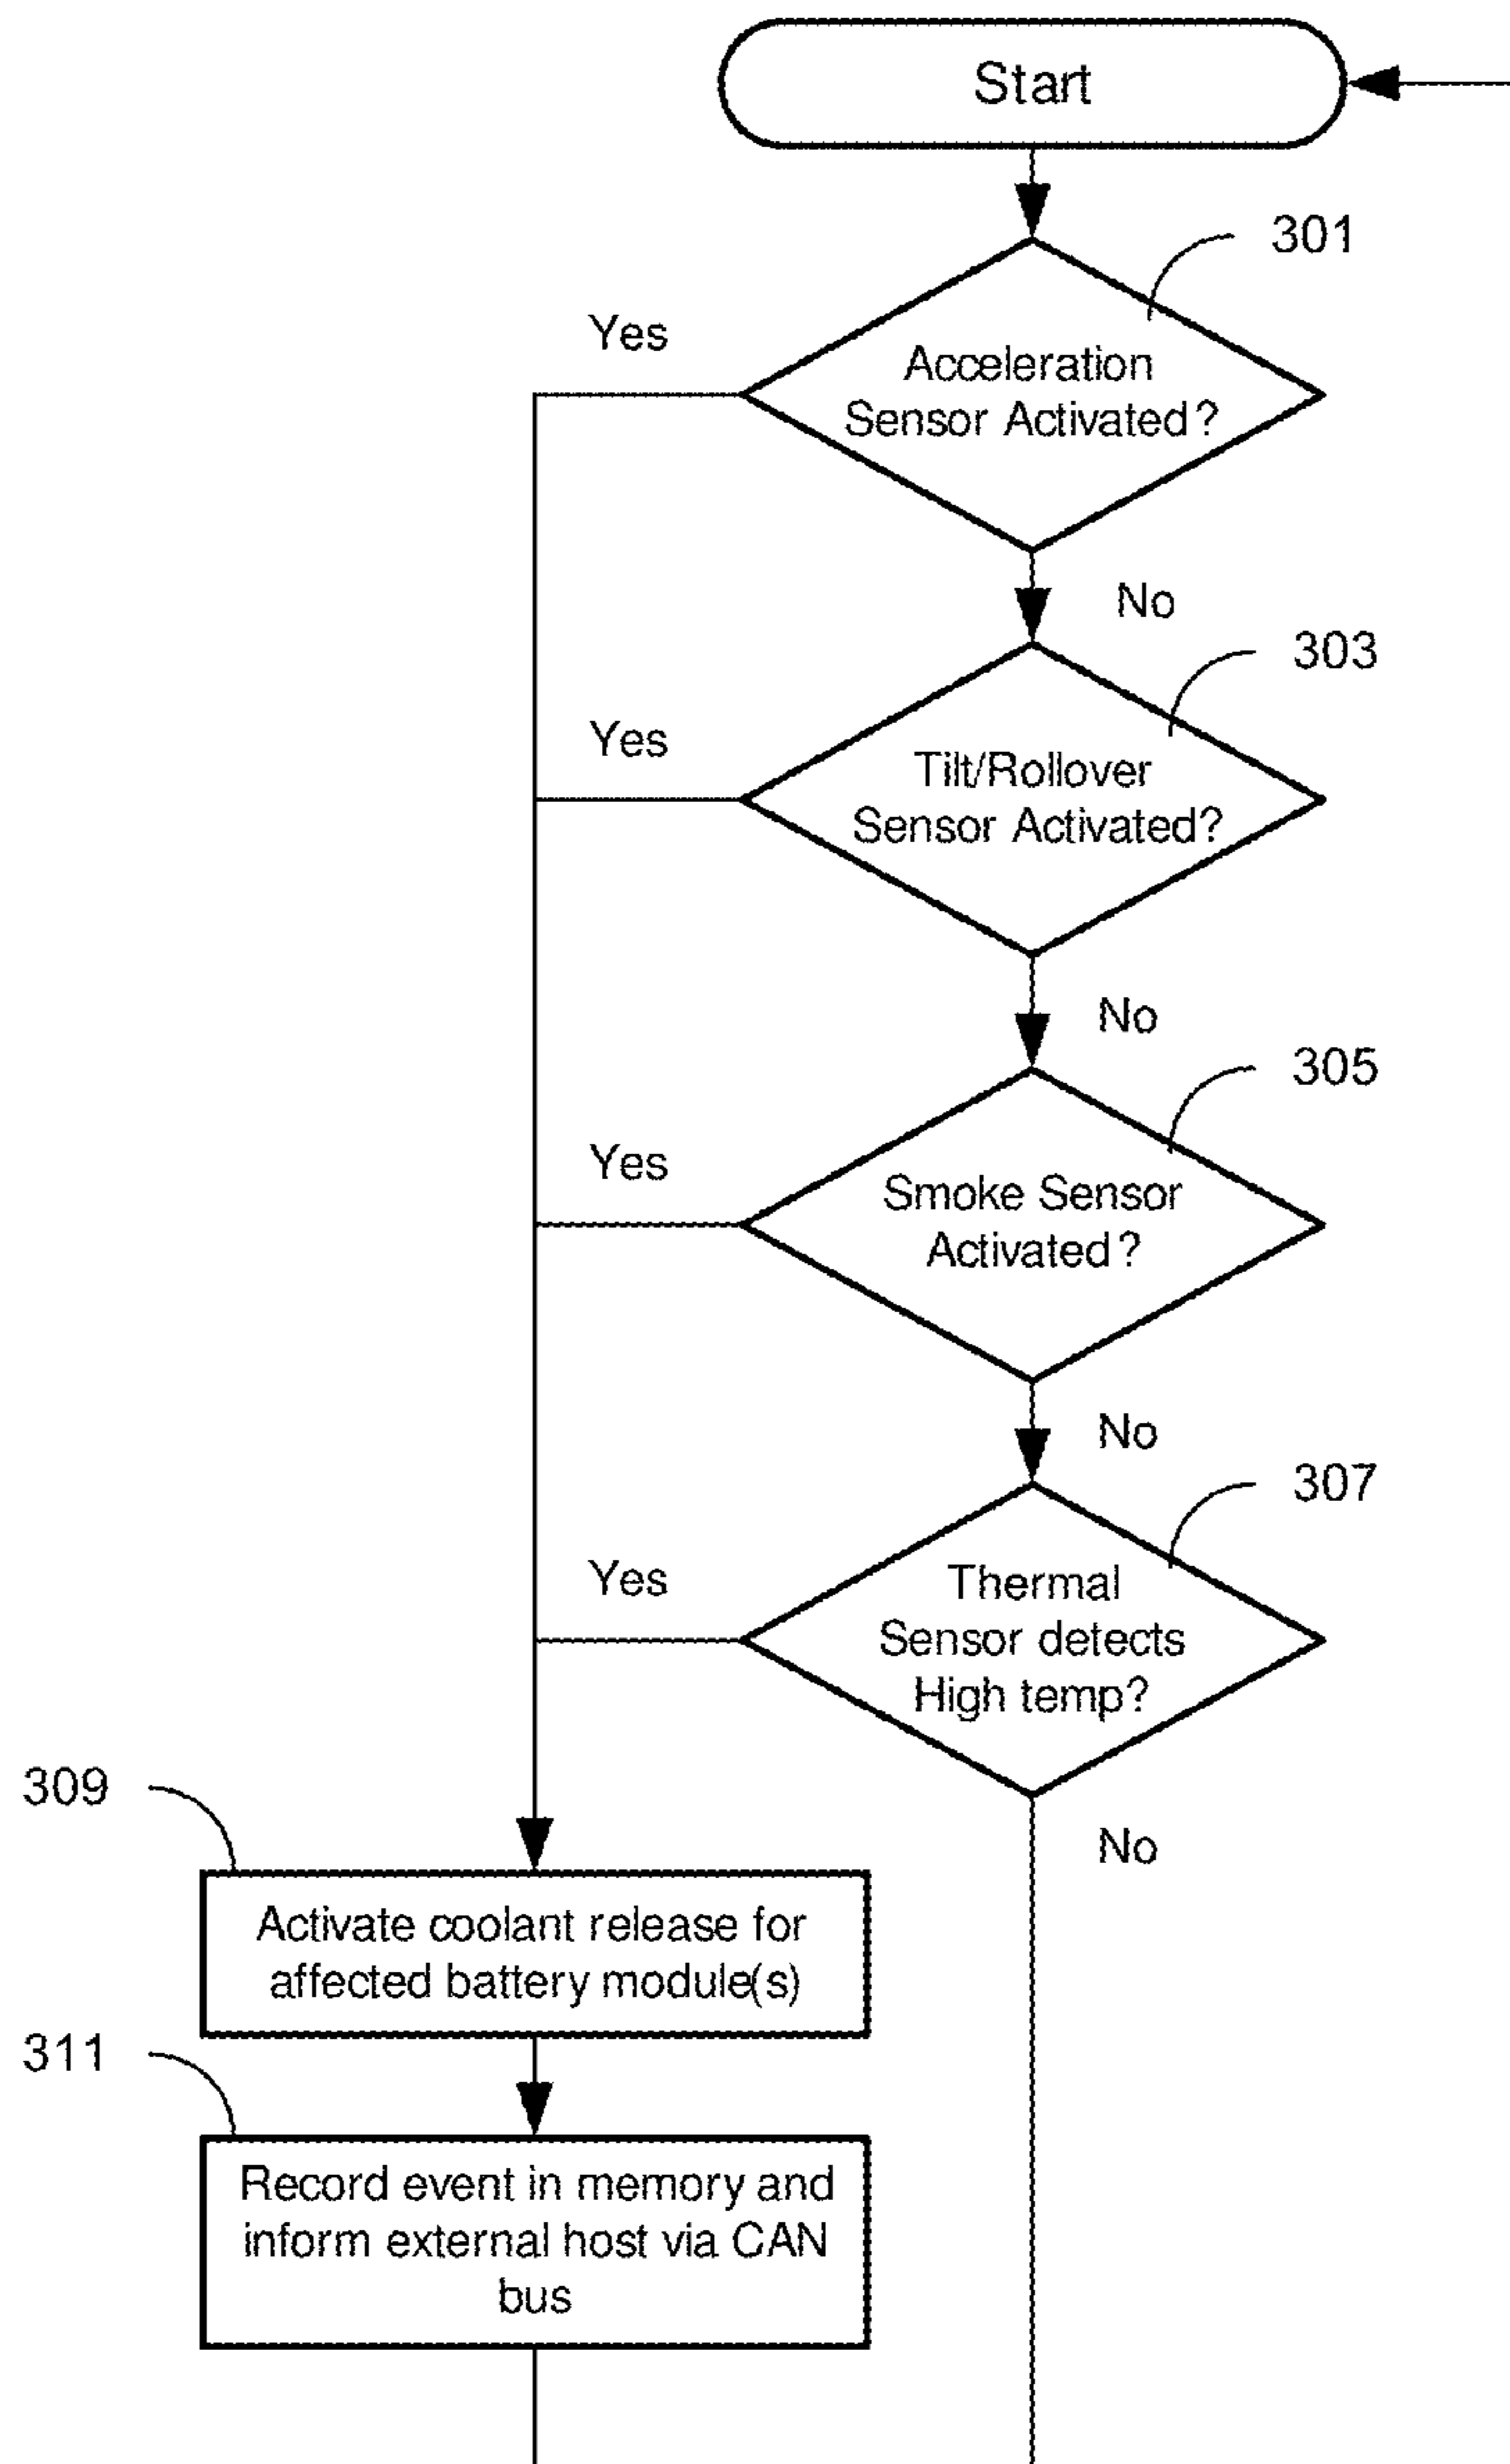 Start
301
Yes
Acceleration
Sensor Activated?
No
303
Yes
Tilt/Rollover
Sensor Activated?
No
305
Yes
Smoke Sensor
Activated?
No
307
Yes
Thermal
Sensor detects
High temp?
309
No
Activate coolant release for
affected battery module(s)
311
Record event in memory and
inform external host via CAN
bus